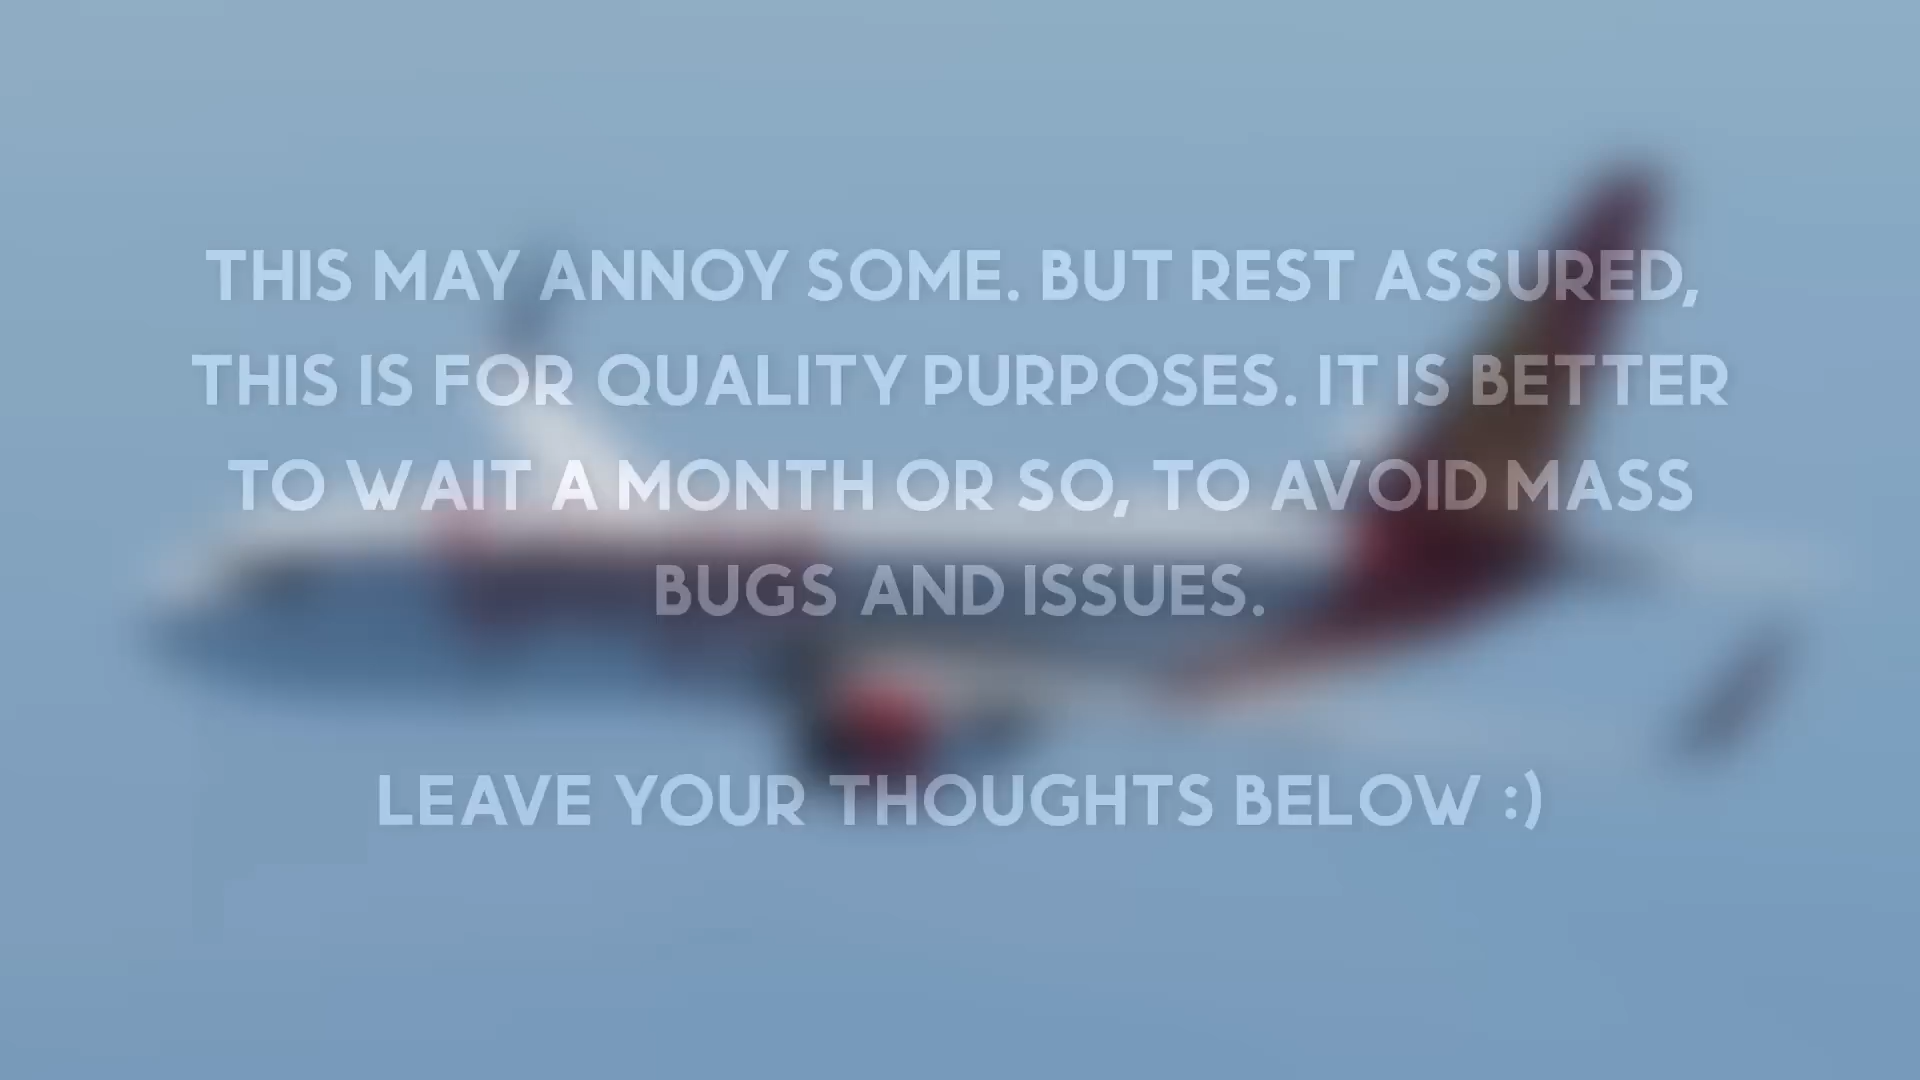 THIS MAY ANNOY SOME. BUT REST ASSURED,
THIS IS FOR QUALITY PURPOSES. IT IS BETTER
TO WAIT A MONTH OR SO, TO AVOID MASS
BUGS AND ISSUES.
LEAVE YOUR THOUGHTS BELOW :)